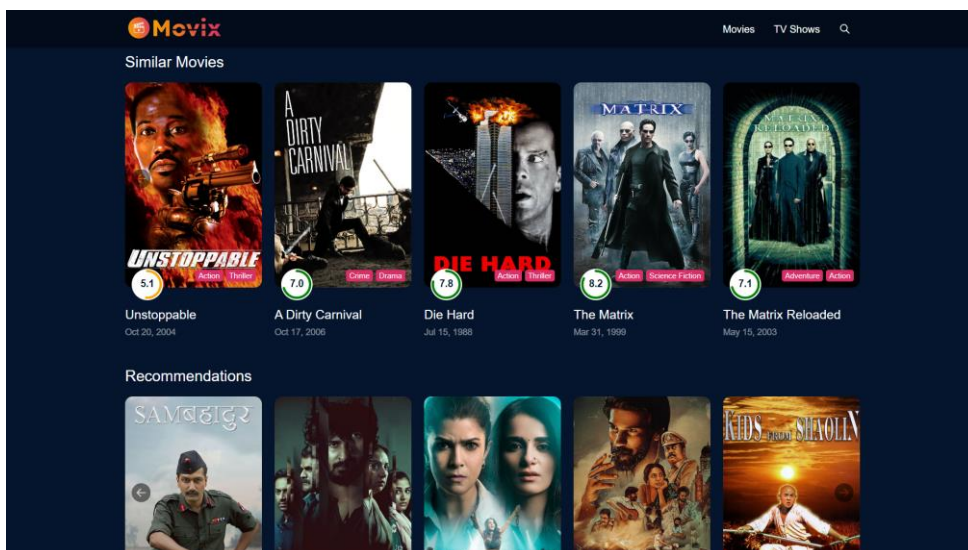 Movix
Movies TV Shows
Similar Movies
UNSTOPPABLE
A
DIRTY
CARNIVAL
DIE HARD
MATRIX
MATRIX
RELOADED
Action Thriller
Crime Drama
Action Thriller
Action Science Fiction
Adventure Action
5.1
7.0
7.8
8.2
7.1
Unstoppable
A Dirty Carnival
Die Hard
The Matrix
The Matrix Reloaded
Oct 20, 2004
Oct 17, 2006
Jul 15, 1988
Mar 31, 1999
May 15, 2003
Recommendations
SAMबहादुर
KIDS FROM SHAOLIN